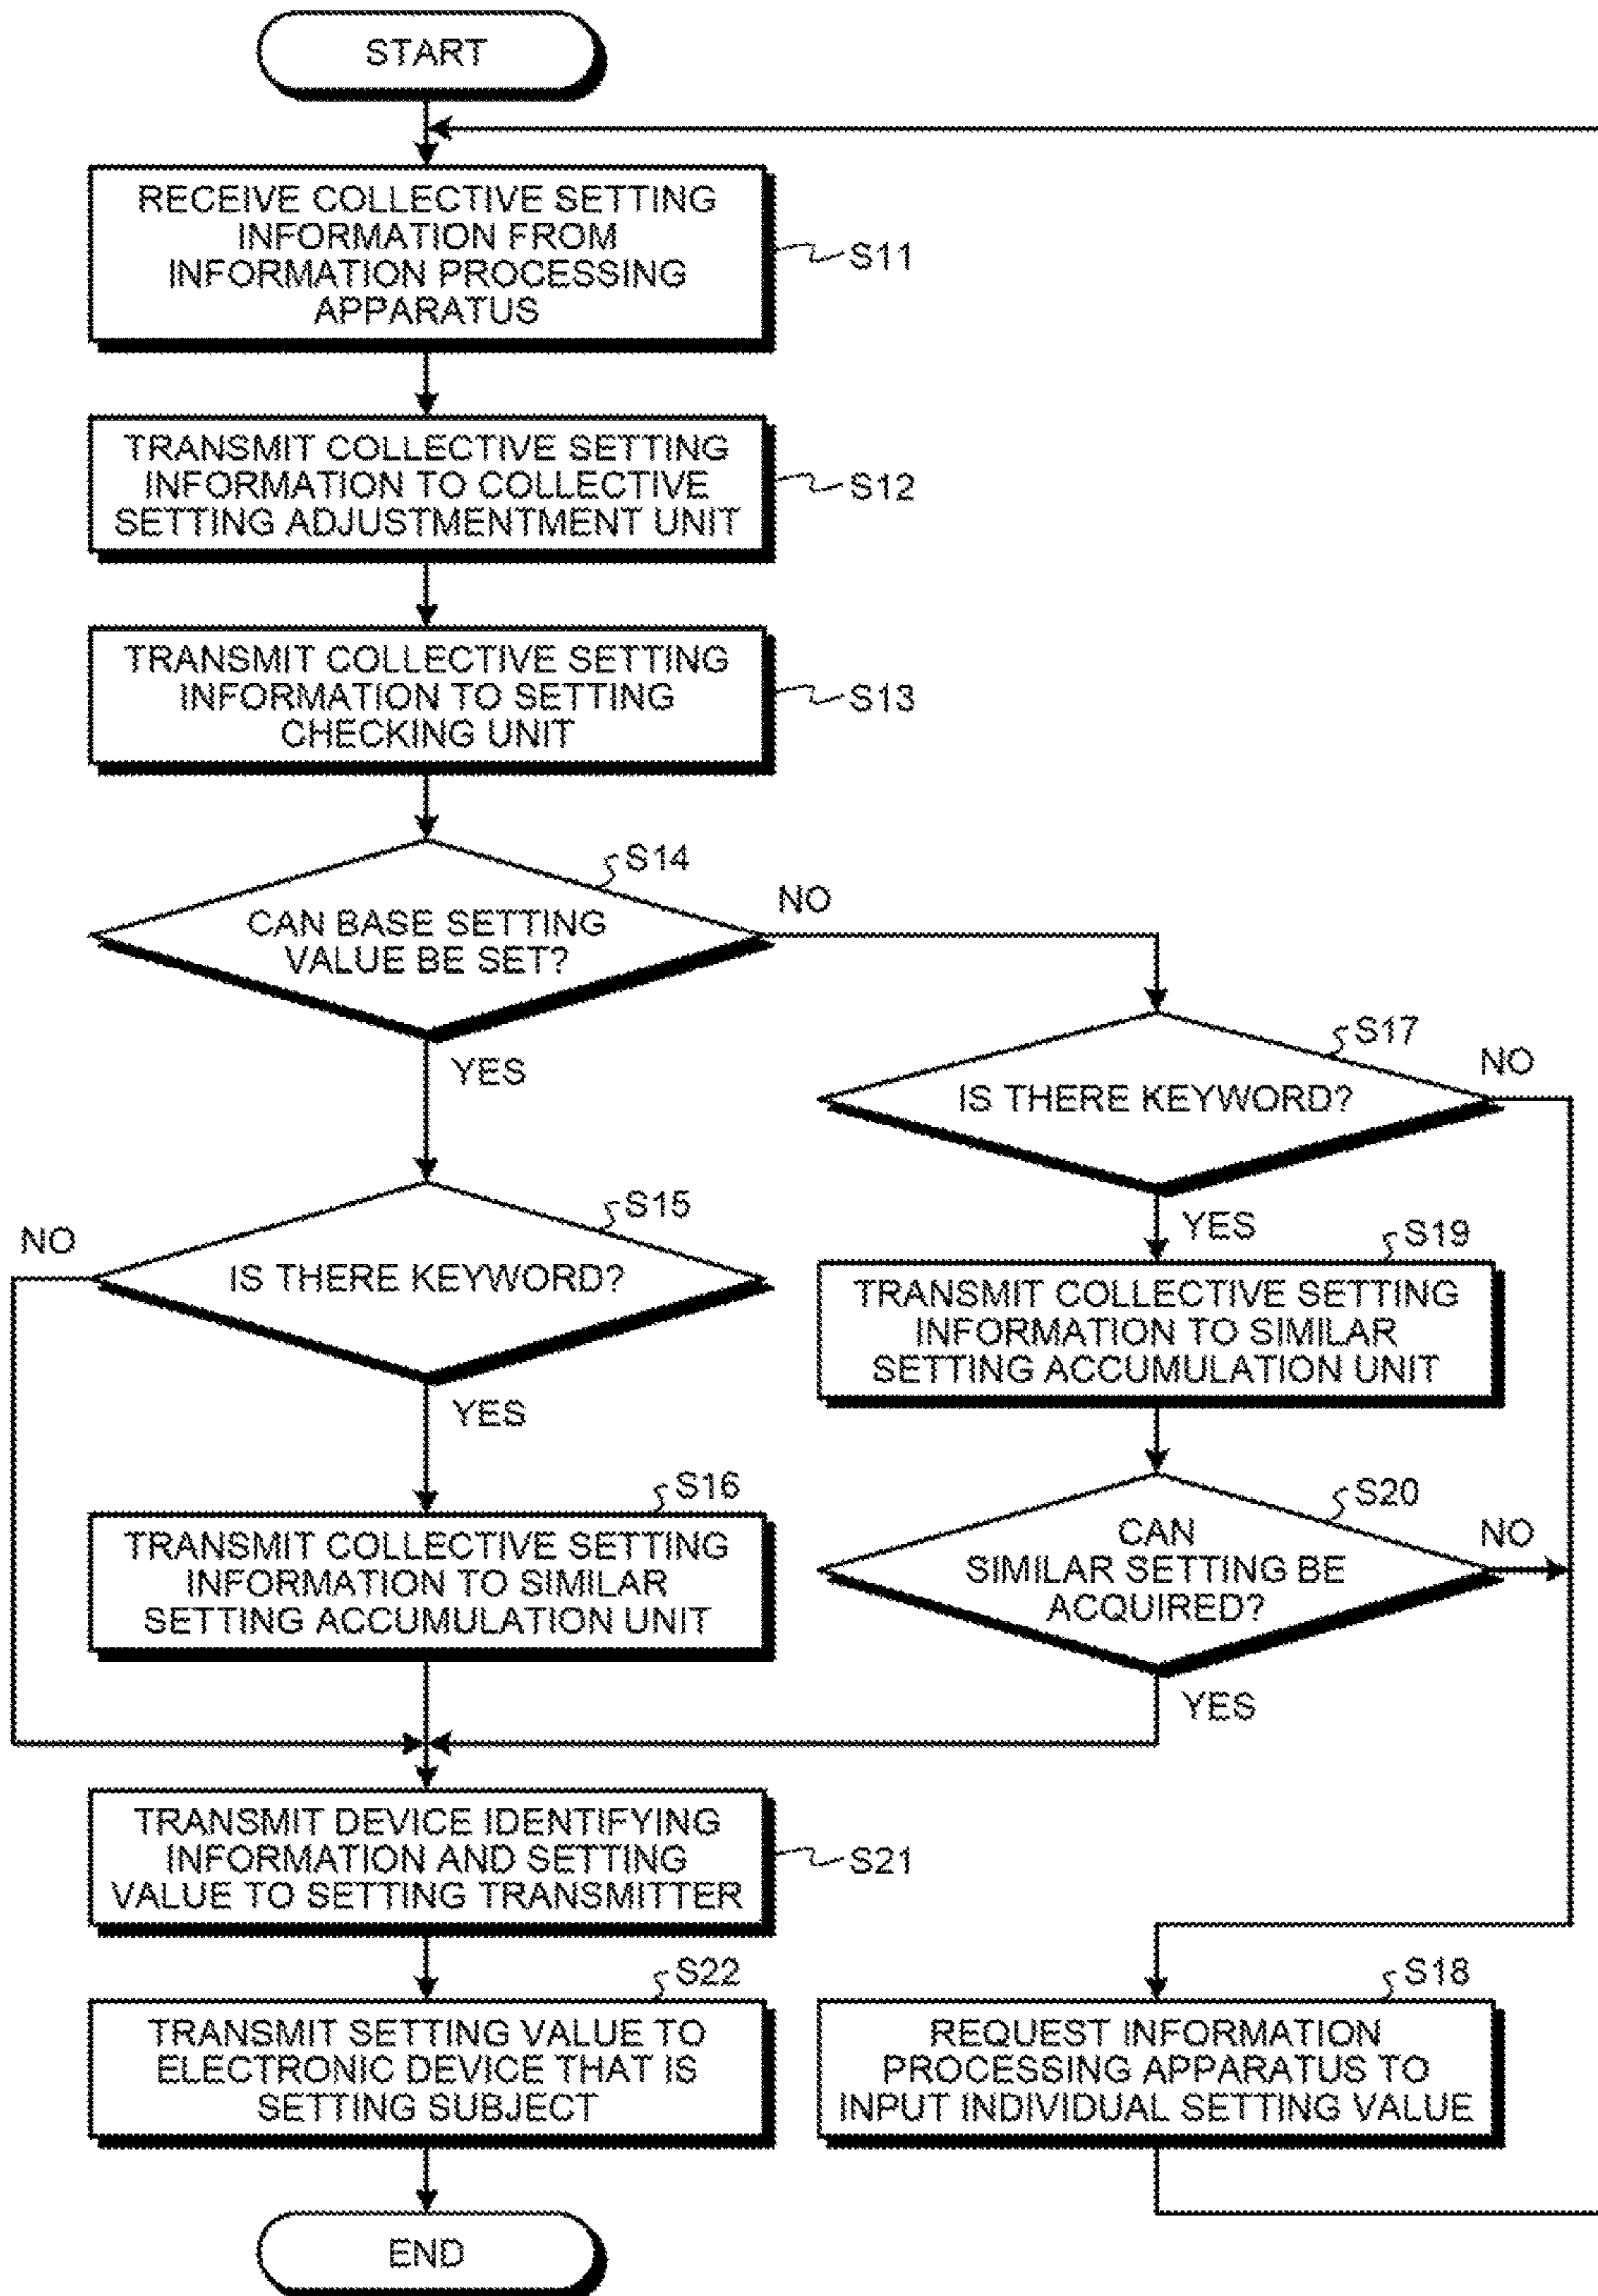 START
RECEIVE COLLECTIVE SETTING
INFORMATION FROM
INFORMATION PROCESSING
APPARATUS
S11
TRANSMIT COLLECTIVE SETTING
INFORMATION TO COLLECTIVE
SETTING ADJUSTMENTMENT UNIT
S12
TRANSMIT COLLECTIVE SETTING
INFORMATION TO SETTING
CHECKING UNIT
S13
S14
CAN BASE SETTING
VALUE BE SET?
NO
YES
S17
IS THERE KEYWORD?
NO
YES
S15
IS THERE KEYWORD?
NO
YES
S19
TRANSMIT COLLECTIVE SETTING
INFORMATION TO SIMILAR
SETTING ACCUMULATION UNIT
S16
TRANSMIT COLLECTIVE SETTING
INFORMATION TO SIMILAR
SETTING ACCUMULATION UNIT
S20
CAN
SIMILAR SETTING BE
ACQUIRED?
NO
YES
TRANSMIT DEVICE IDENTIFYING
INFORMATION AND SETTING
VALUE TO SETTING TRANSMITTER
S21
S22
TRANSMIT SETTING VALUE TO
ELECTRONIC DEVICE THAT IS
SETTING SUBJECT
S18
REQUEST INFORMATION
PROCESSING APPARATUS TO
INPUT INDIVIDUAL SETTING VALUE
END